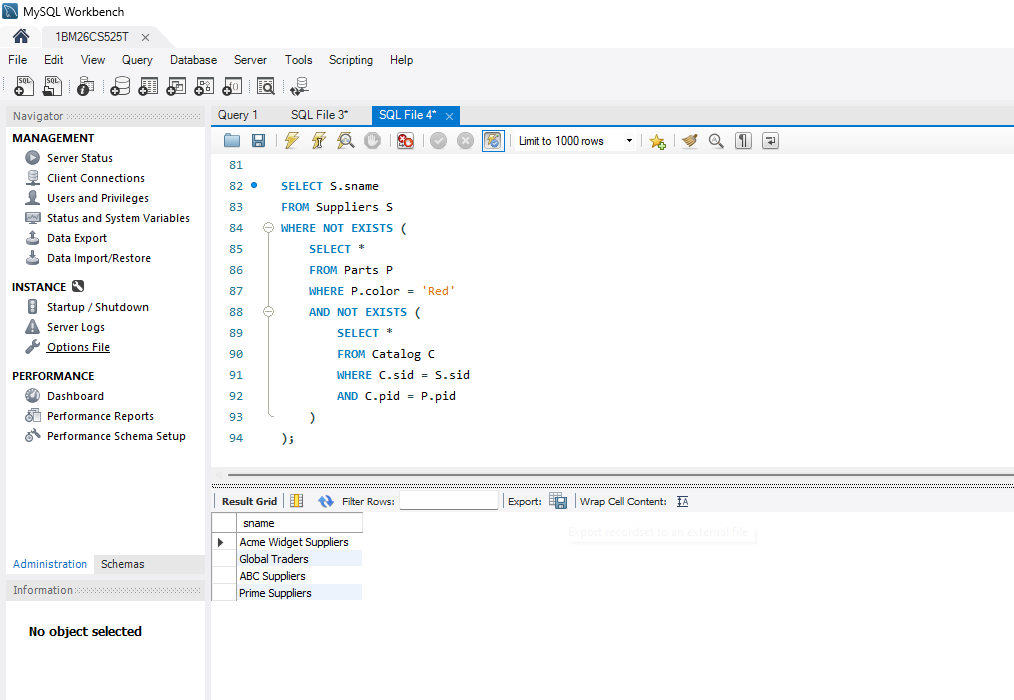 MySQL Workbench
1BM26CS525T
File Edit View Query Database Server Tools Scripting Help
Navigator
MANAGEMENT
Server Status
Client Connections
Users and Privileges
Status and System Variables
Data Export
Data Import/Restore
INSTANCE
Startup / Shutdown
Server Logs
Options File
PERFORMANCE
Dashboard
Performance Reports
Performance Schema Setup
Administration Schemas
Information
No object selected
Query 1 SQL File 3* SQL File 4*
Limit to 1000 rows
81
82 SELECT S.sname
83 FROM Suppliers S
84 WHERE NOT EXISTS (
85 SELECT *
86 FROM Parts P
87 WHERE P.color = 'Red'
88 AND NOT EXISTS (
89 SELECT *
90 FROM Catalog C
91 WHERE C.sid = S.sid
92 AND C.pid = P.pid
93 )
94 );
Result Grid Filter Rows: Export: Wrap Cell Content:
Export recordset to an external file
sname
Acme Widget Suppliers
Global Traders
ABC Suppliers
Prime Suppliers